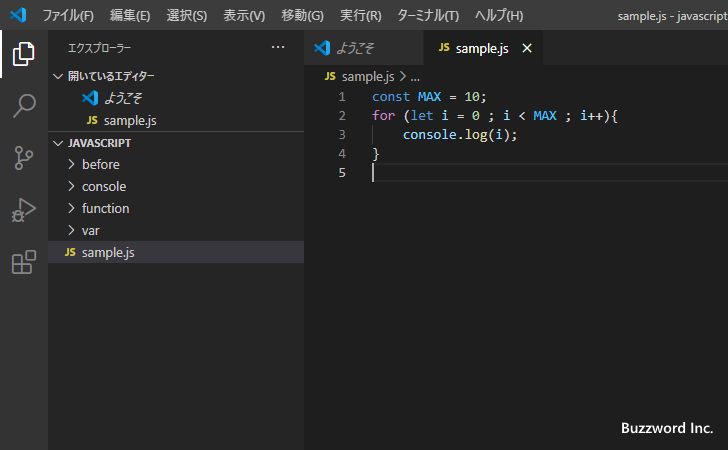 ファイル(F) 編集(E) 選択(S) 表示(V) 移動(G) 実行(R) ターミナル(T) ヘルプ(H) sample.js - javascript
エクスプローラー ···
開いているエディター
ようこそ
JS sample.js
JAVASCRIPT
before
console
function
var
JS sample.js
ようこそ JS sample.js ×
JS sample.js > ...
1 const MAX = 10;
2 for (let i = 0 ; i < MAX ; i++){
3 console.log(i);
4 }
5
Buzzword Inc.